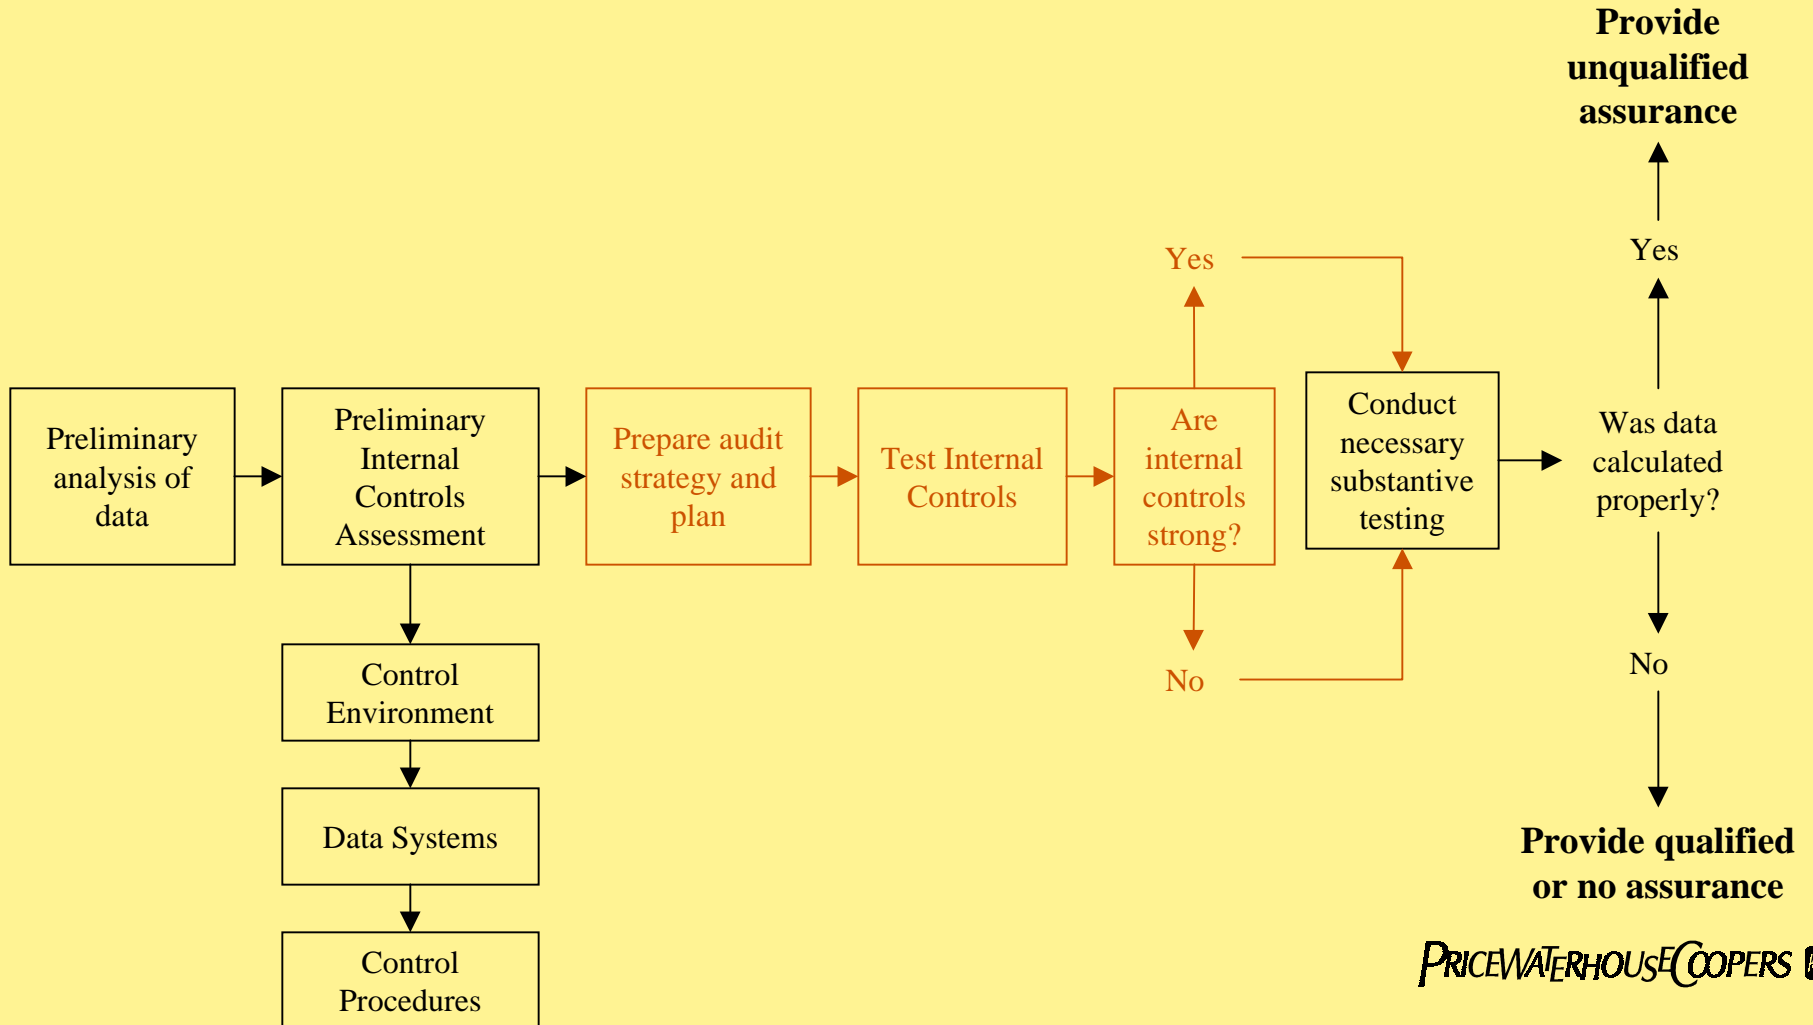 Provide
unqualified
assurance
Yes
Yes
Preliminary
analysis of
data
Preliminary
Internal
Controls
Assessment
Prepare audit
strategy and
plan
Test Internal
Controls
Are
internal
controls
strong?
Conduct
necessary
substantive
testing
Was data
calculated
properly?
No
No
Control
Environment
Data Systems
Control
Procedures
Provide qualified
or no assurance
PRICEWATERHOUSECOOPERS